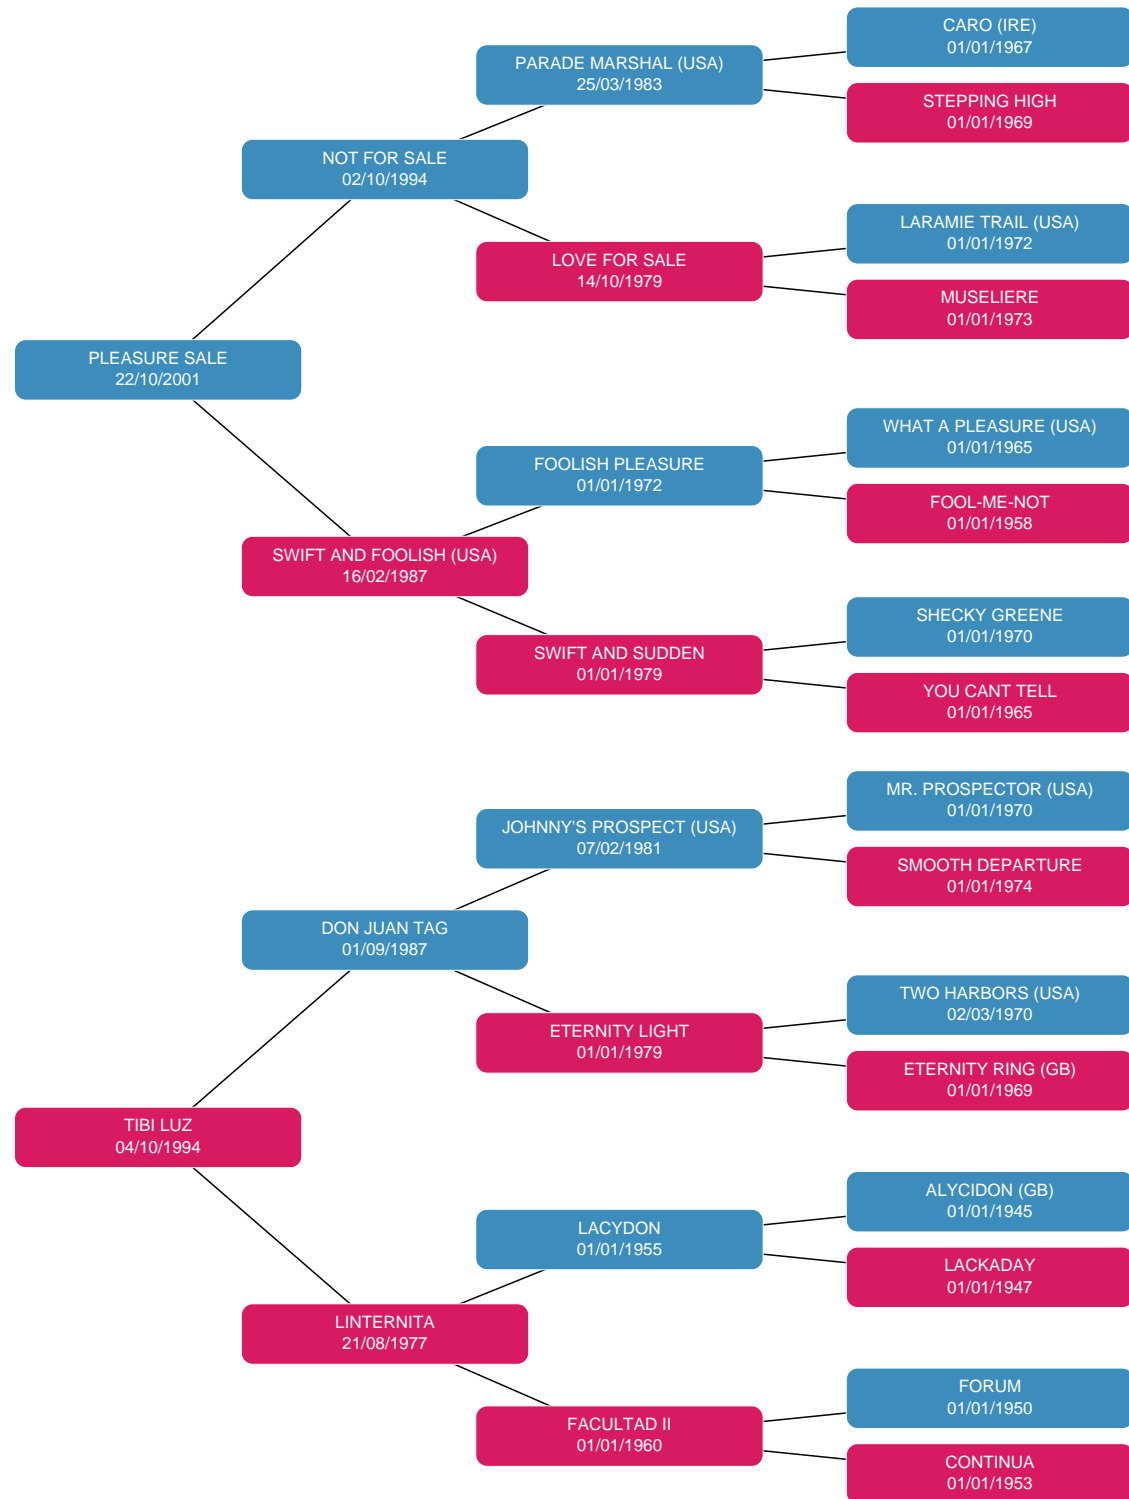 CARO (IRE)
01/01/1967
PARADE MARSHAL (USA)
25/03/1983
STEPPING HIGH
01/01/1969
NOT FOR SALE
02/10/1994
LARAMIE TRAIL (USA)
01/01/1972
LOVE FOR SALE
14/10/1979
MUSELIERE
01/01/1973
PLEASURE SALE
22/10/2001
WHAT A PLEASURE (USA)
01/01/1965
FOOLISH PLEASURE
01/01/1972
FOOL-ME-NOT
01/01/1958
SWIFT AND FOOLISH (USA)
16/02/1987
SHECKY GREENE
01/01/1970
SWIFT AND SUDDEN
01/01/1979
YOU CANT TELL
01/01/1965
MR. PROSPECTOR (USA)
01/01/1970
JOHNNY'S PROSPECT (USA)
07/02/1981
SMOOTH DEPARTURE
01/01/1974
DON JUAN TAG
01/09/1987
TWO HARBORS (USA)
02/03/1970
ETERNITY LIGHT
01/01/1979
ETERNITY RING (GB)
01/01/1969
TIBI LUZ
04/10/1994
ALYCIDON (GB)
01/01/1945
LACYDON
01/01/1955
LACKADAY
01/01/1947
LINTERNITA
21/08/1977
FORUM
01/01/1950
FACULTAD II
01/01/1960
CONTINUA
01/01/1953